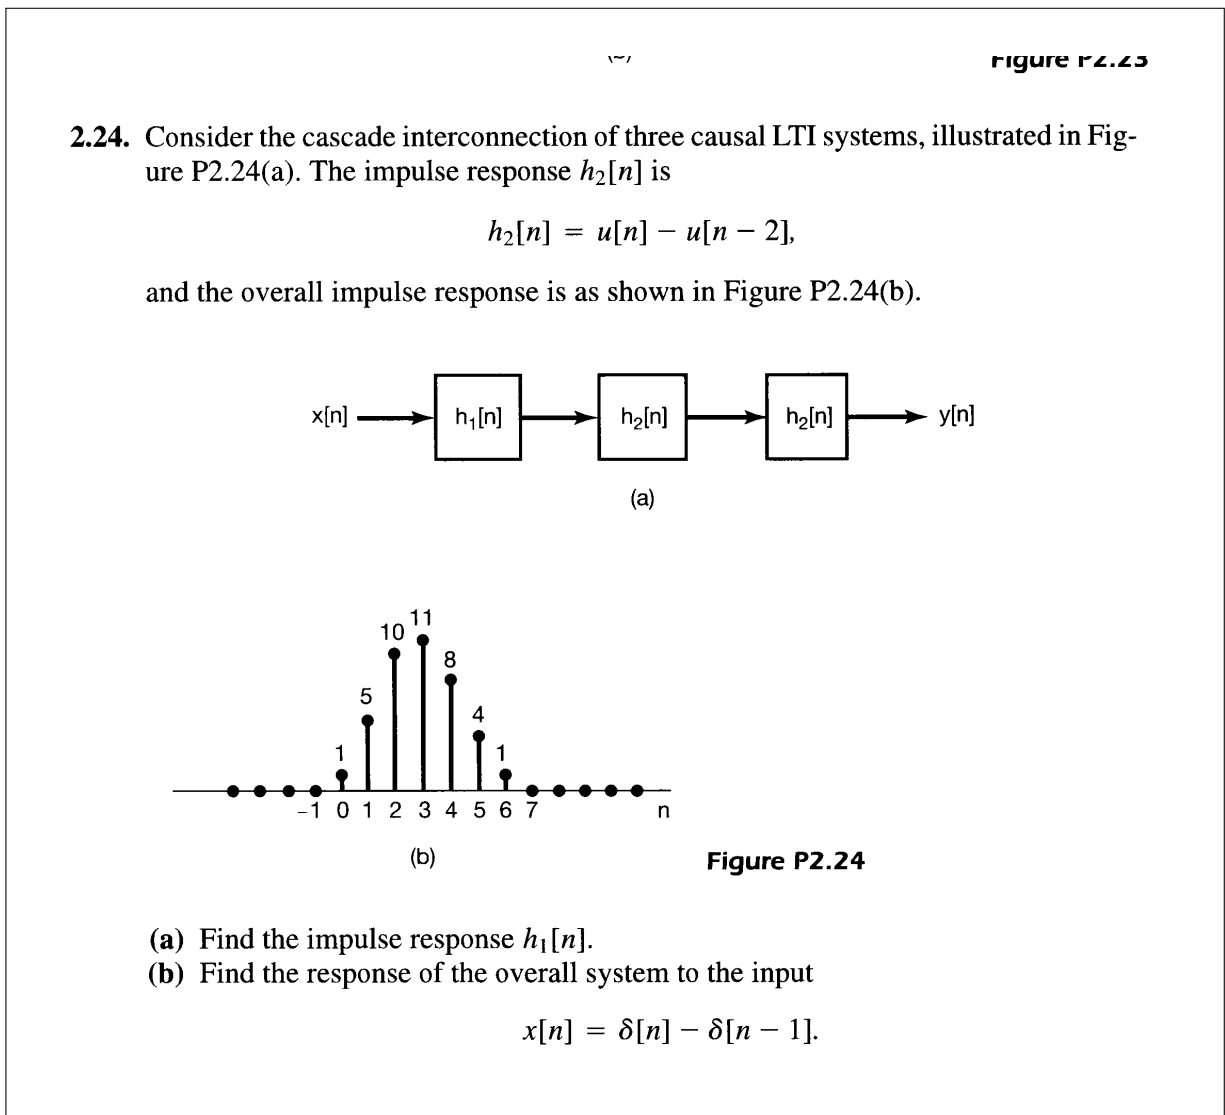 Figure P2.23
2.24. Consider the cascade interconnection of three causal LTI systems, illustrated in Fig-
ure P2.24(a). The impulse response h₂[n] is
h₂[n] = u[n] − u[n − 2],
and the overall impulse response is as shown in Figure P2.24(b).
x[n] h₁[n] h₂[n] h₂[n] y[n]
(a)
11
10
8
5
4
1 1
−1 0 1 2 3 4 5 6 7 n
(b) Figure P2.24
(a) Find the impulse response h₁[n].
(b) Find the response of the overall system to the input
x[n] = δ[n] − δ[n − 1].